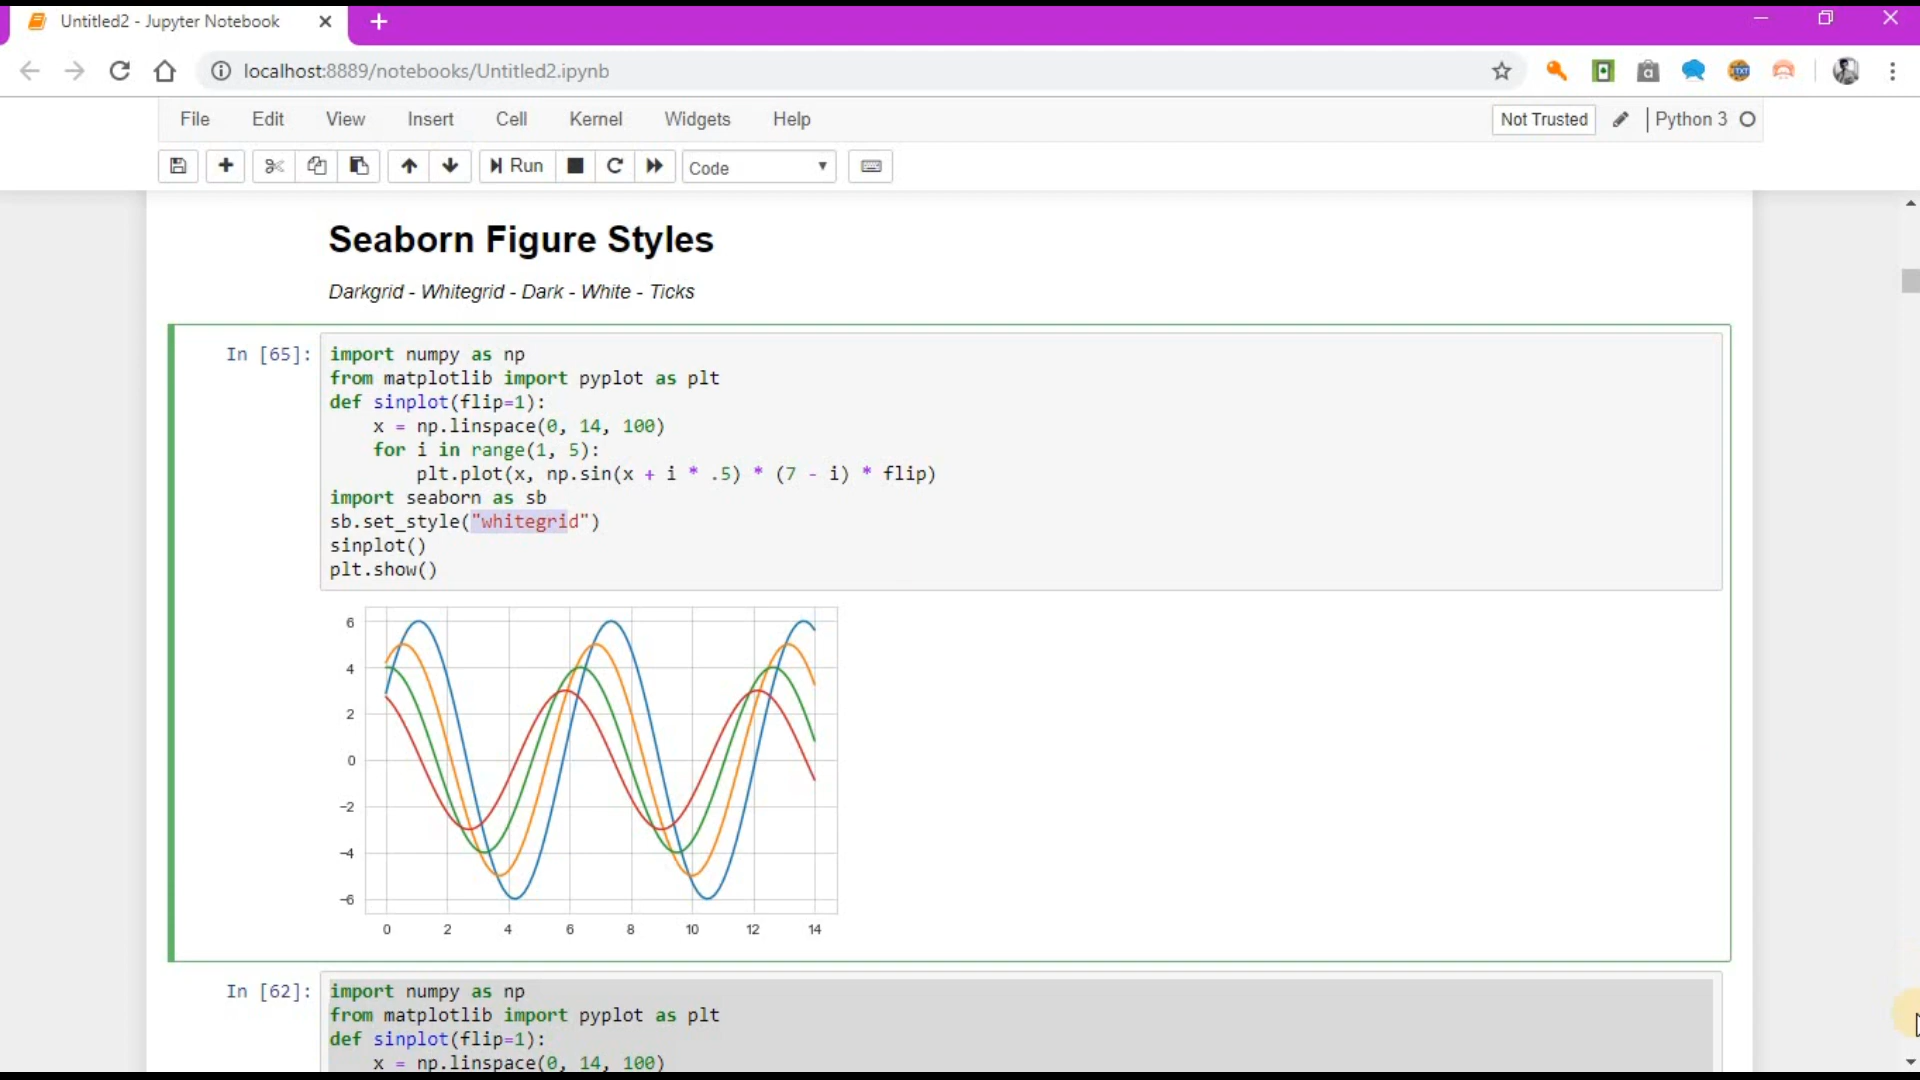 Untitled2 - Jupyter Notebook
localhost:8889/notebooks/Untitled2.ipynb
File Edit View Insert Cell Kernel Widgets Help Not Trusted Python 3
Run Code
Seaborn Figure Styles
Darkgrid - Whitegrid - Dark - White - Ticks
In [65]: import numpy as np
from matplotlib import pyplot as plt
def sinplot(flip=1):
    x = np.linspace(0, 14, 100)
    for i in range(1, 5):
        plt.plot(x, np.sin(x + i * .5) * (7 - i) * flip)
import seaborn as sb
sb.set_style("whitegrid")
sinplot()
plt.show()
6
4
2
0
−2
−4
−6
0 2 4 6 8 10 12 14
In [62]: import numpy as np
from matplotlib import pyplot as plt
def sinplot(flip=1):
    x = np.linspace(0, 14, 100)